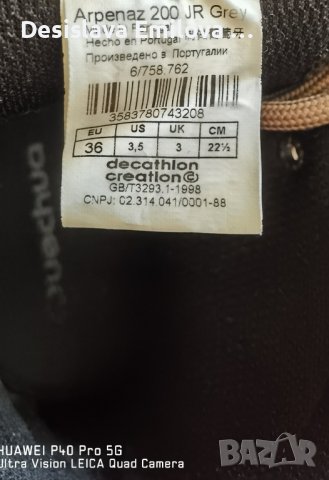 Desislava Emilova
Arpenaz 200 JR Grey
Hecho en Portugal
Произведено в Португалии
6/758.762
3583780743208
EU US UK CM
36 3,5 3 22½
decathlon
creation©
GB/T3293.1-1998
CNPJ: 02.314.041/0001-88
HUAWEI P40 Pro 5G
Ultra Vision LEICA Quad Camera
bazar